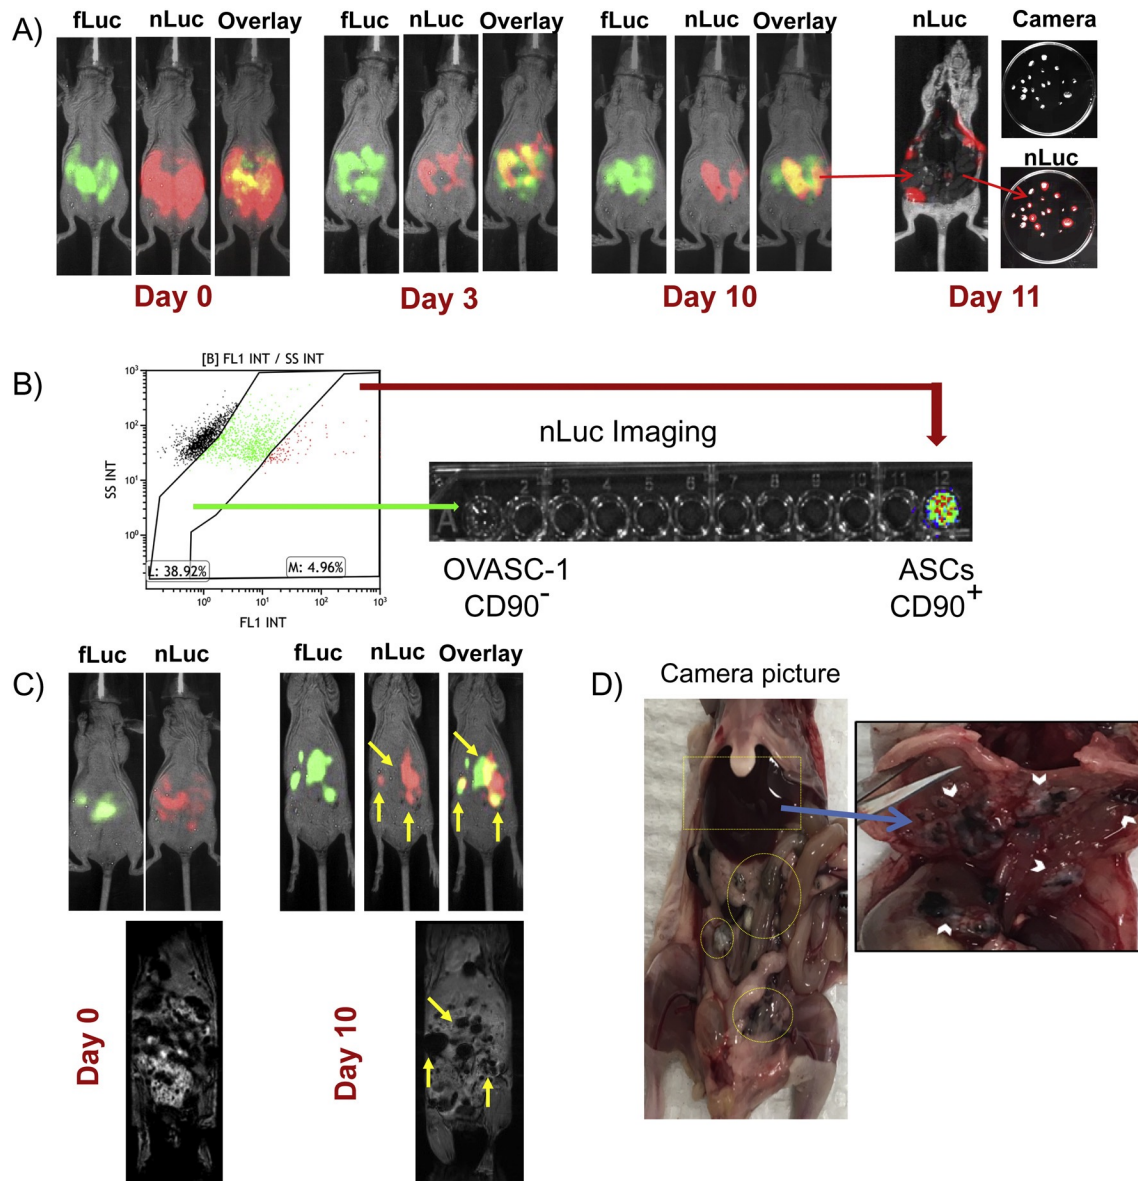 A)
fLuc nLuc Overlay
fLuc nLuc Overlay
fLuc nLuc Overlay
nLuc Camera
nLuc
Day 0
Day 3
Day 10
Day 11
B)
[B] FL1 INT / SS INT
10³
10²
10¹
10⁰
SS INT
L: 38.92%
M: 4.96%
10⁰ 10¹ 10² 10³
FL1 INT
nLuc Imaging
1 2 3 4 5 6 7 8 9 10 11 12
A
OVASC-1
CD90⁻
ASCs
CD90⁺
C)
fLuc nLuc
fLuc nLuc Overlay
Day 0
Day 10
D)
Camera picture